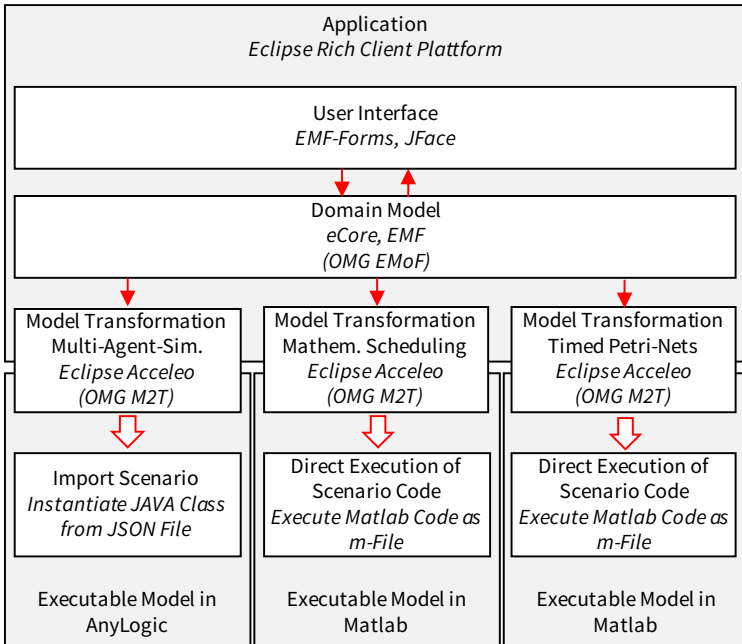 Application
Eclipse Rich Client Plattform
User Interface
EMF-Forms, JFace
Domain Model
eCore, EMF
(OMG EMoF)
Model Transformation
Multi-Agent-Sim.
Eclipse Acceleo
(OMG M2T)
Model Transformation
Mathem. Scheduling
Eclipse Acceleo
(OMG M2T)
Model Transformation
Timed Petri-Nets
Eclipse Acceleo
(OMG M2T)
Import Scenario
Instantiate JAVA Class
from JSON File
Direct Execution of
Scenario Code
Execute Matlab Code as
m-File
Direct Execution of
Scenario Code
Execute Matlab Code as
m-File
Executable Model in
AnyLogic
Executable Model in
Matlab
Executable Model in
Matlab